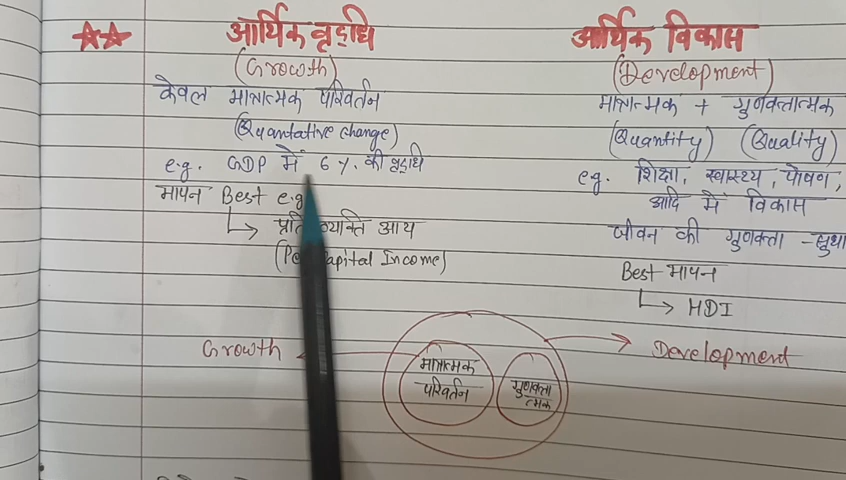 आर्थिक वृद्धि
(Growth)
केवल मात्रात्मक परिवर्तन
(Quantative change)
e.g. GDP में 6%. की वृद्धि
मापन Best e.g
प्रति व्यक्ति आय
(Pe Capital Income)
आर्थिक विकास
(Development)
मात्रात्मक + गुणवत्तात्मक
(Quantity) (Quality)
e.g. शिक्षा, स्वास्थ्य, पोषण,
आदि में विकास
जीवन की गुणवत्ता - सुधा
Best मापन
HDI
Growth
मात्रात्मक
परिवर्तन
गुणवत्ता
त्मक
Development